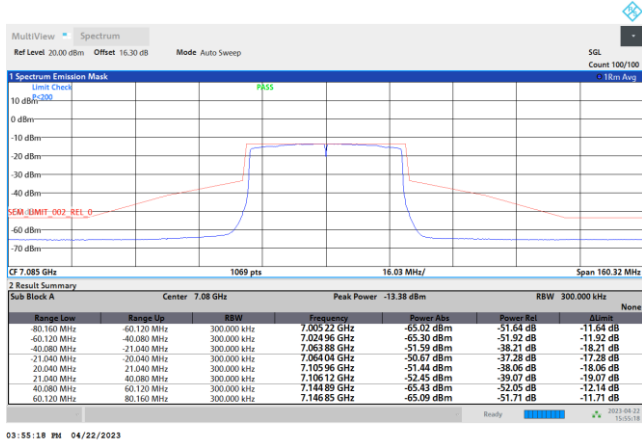 MultiView Spectrum
Ref Level 20.00 dBm Offset 16.30 dB Mode Auto Sweep SGL
Count 100/100
1 Spectrum Emission Mask 1Rm Avg
Limit Check PASS
P<200
10 dBm
0 dBm
-10 dBm
-20 dBm
-30 dBm
-40 dBm
SEM_LIMIT_002_REL_0
-60 dBm
-70 dBm
CF 7.085 GHz 1069 pts 16.03 MHz/ Span 160.32 MHz
2 Result Summary
Sub Block A Center 7.08 GHz Peak Power -13.38 dBm RBW 300.000 kHz
None
Range Low Range Up RBW Frequency Power Abs Power Rel ΔLimit
-80.160 MHz -60.120 MHz 300.000 kHz 7.005 22 GHz -65.02 dBm -51.64 dB -11.64 dB
-60.120 MHz -40.080 MHz 300.000 kHz 7.024 96 GHz -65.30 dBm -51.92 dB -11.92 dB
-40.080 MHz -21.040 MHz 300.000 kHz 7.063 88 GHz -51.59 dBm -38.21 dB -18.21 dB
-21.040 MHz -20.040 MHz 300.000 kHz 7.064 04 GHz -50.67 dBm -37.28 dB -17.28 dB
20.040 MHz 21.040 MHz 300.000 kHz 7.105 96 GHz -51.44 dBm -38.06 dB -18.06 dB
21.040 MHz 40.080 MHz 300.000 kHz 7.106 12 GHz -52.45 dBm -39.07 dB -19.07 dB
40.080 MHz 60.120 MHz 300.000 kHz 7.144 89 GHz -65.43 dBm -52.05 dB -12.14 dB
60.120 MHz 80.160 MHz 300.000 kHz 7.146 85 GHz -65.09 dBm -51.71 dB -11.71 dB
Ready 2023-04-22
15:55:18
03:55:18 PM 04/22/2023